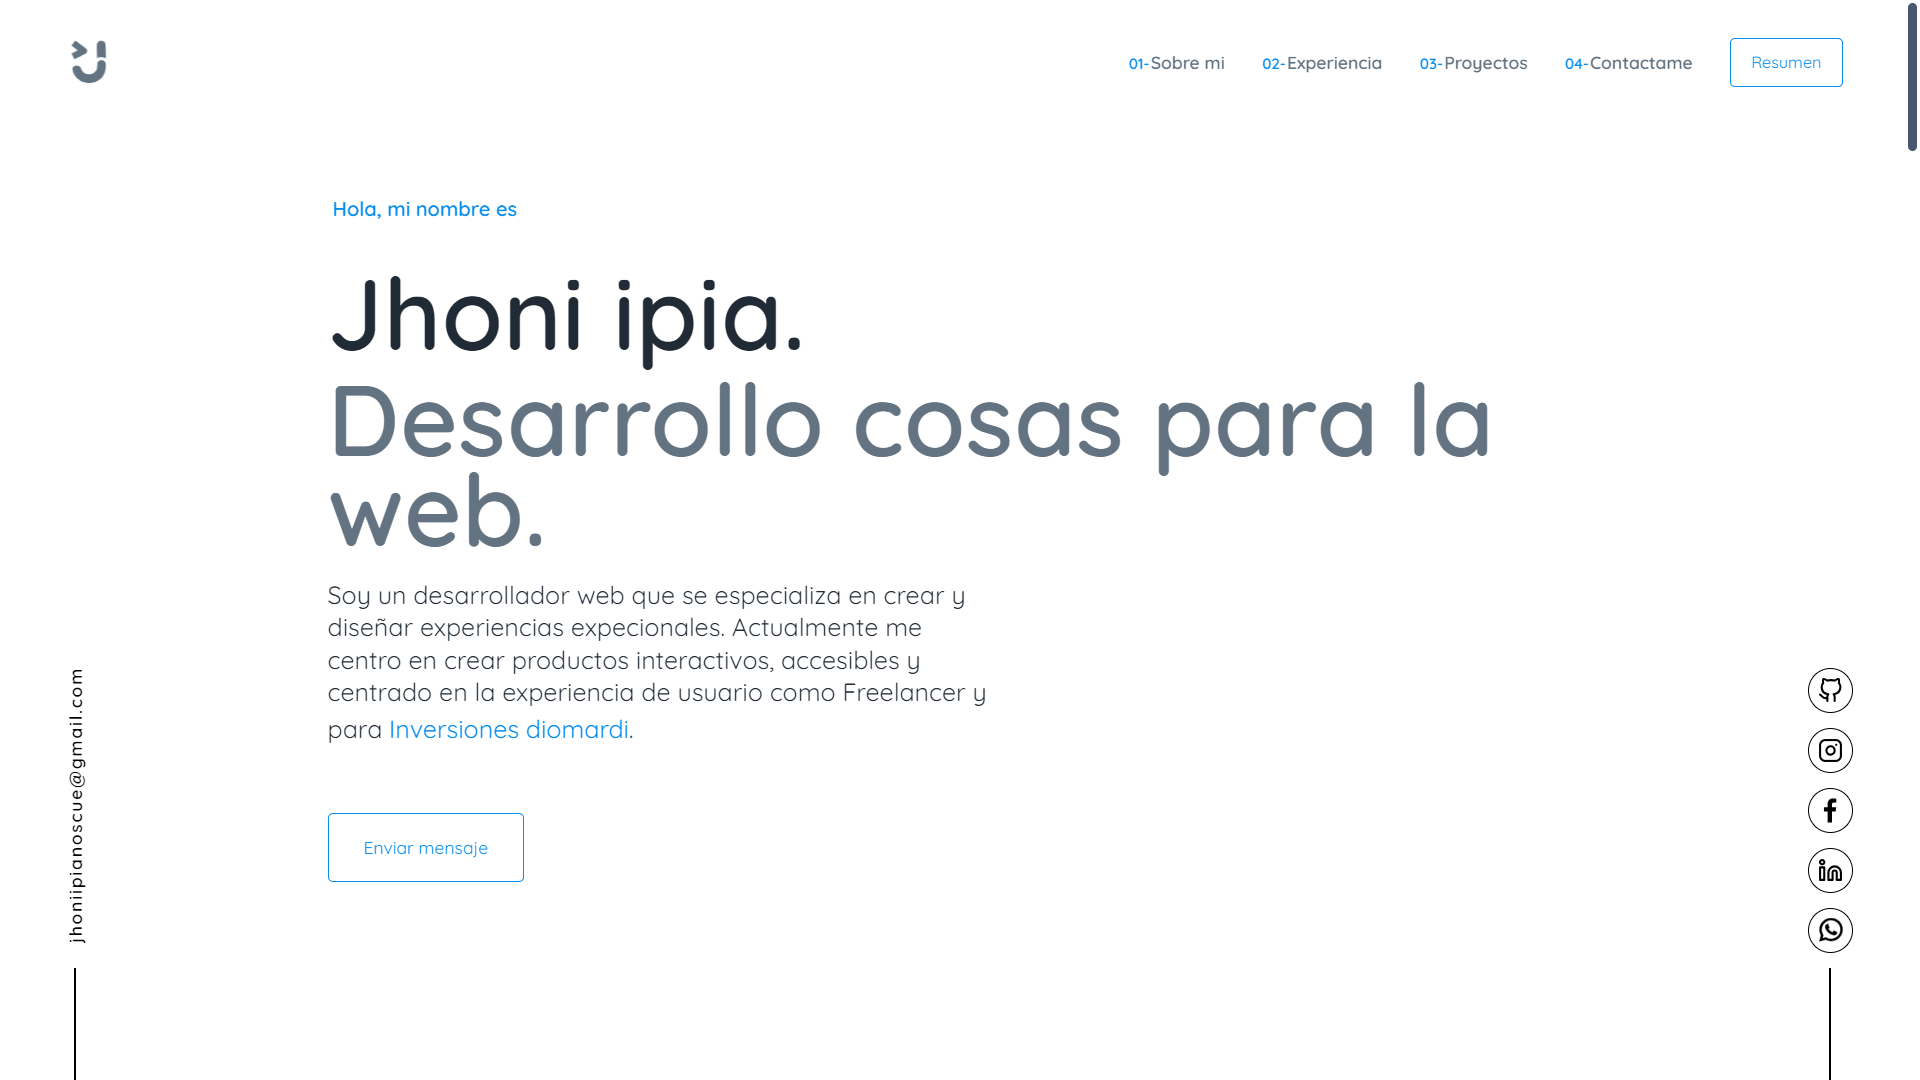 01-Sobre mi
02-Experiencia
03-Proyectos
04-Contactame
Resumen
Hola, mi nombre es
Jhoni ipia.
Desarrollo cosas para la
web.
Soy un desarrollador web que se especializa en crear y
diseñar experiencias expecionales. Actualmente me
centro en crear productos interactivos, accesibles y
centrado en la experiencia de usuario como Freelancer y
para Inversiones diomardi.
Enviar mensaje
jhoniipianoscue@gmail.com